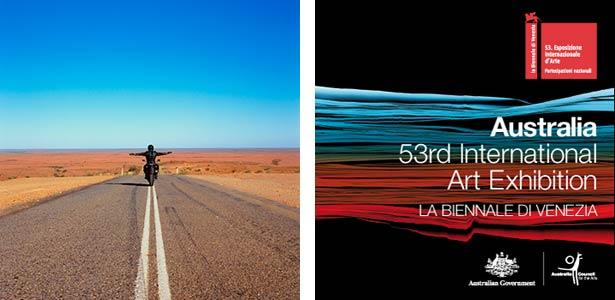 la Biennale di Venezia
53. Esposizione
Internazionale
d'Arte
Partecipazioni nazionali
Australia
53rd International
Art Exhibition
LA BIENNALE DI VENEZIA
Australian Government
Australia Council
for the Arts